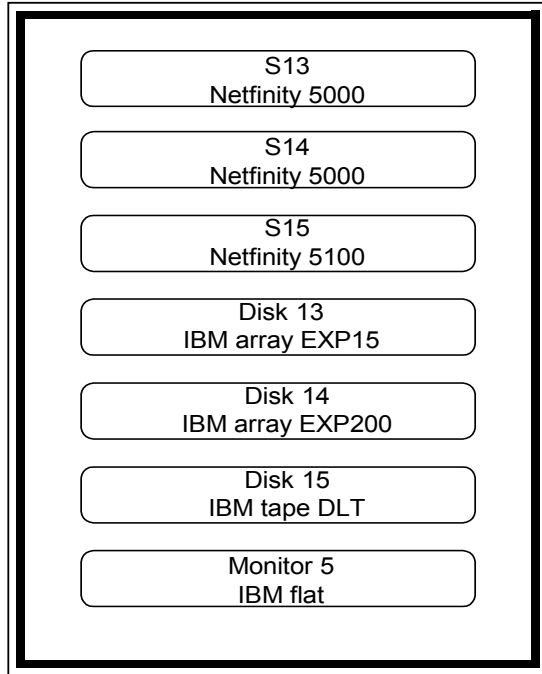 S13
Netfinity 5000
S14
Netfinity 5000
S15
Netfinity 5100
Disk 13
IBM array EXP15
Disk 14
IBM array EXP200
Disk 15
IBM tape DLT
Monitor 5
IBM flat